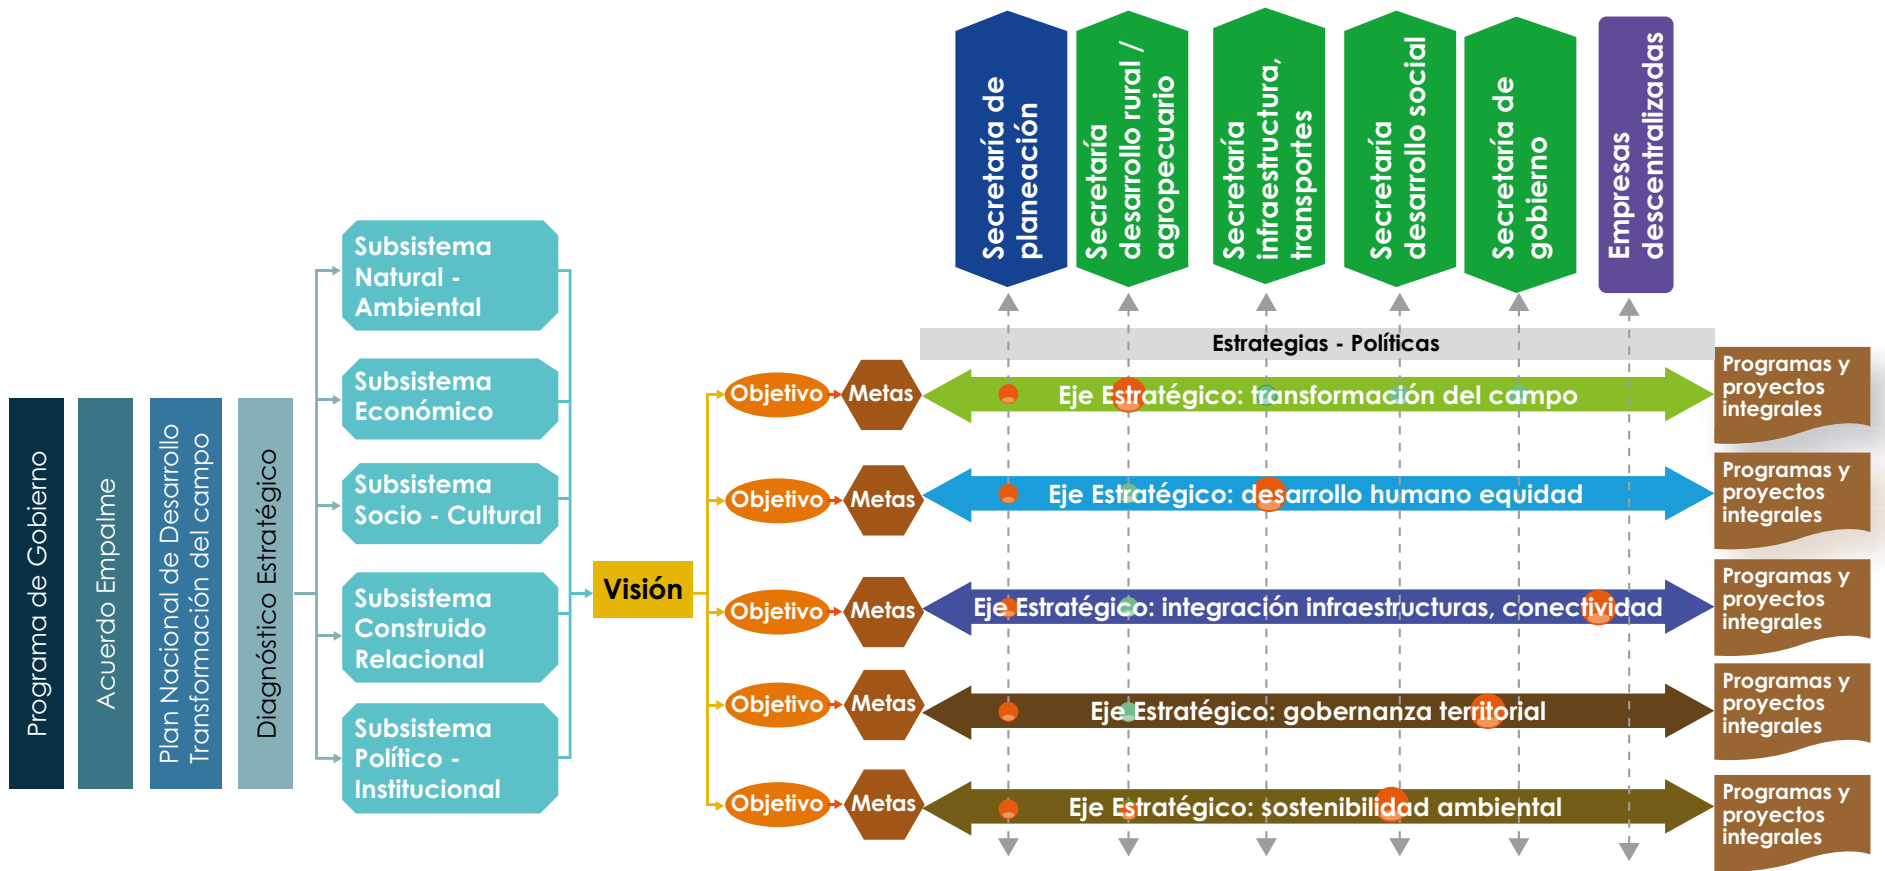 Programa de Gobierno
Acuerdo Empalme
Plan Nacional de Desarrollo
Transformación del campo
Diagnóstico Estratégico
Subsistema
Natural -
Ambiental
Subsistema
Económico
Subsistema
Socio - Cultural
Subsistema
Construido
Relacional
Subsistema
Político -
Institucional
Visión
Secretaría de
planeación
Secretaría
desarrollo rural /
agropecuario
Secretaría
infraestructura,
transportes
Secretaría
desarrollo social
Secretaría de
gobierno
Empresas
descentralizadas
Estrategias - Políticas
Objetivo
Metas
Eje Estratégico: transformación del campo
Programas y
proyectos
integrales
Objetivo
Metas
Eje Estratégico: desarrollo humano equidad
Programas y
proyectos
integrales
Objetivo
Metas
Eje Estratégico: integración infraestructuras, conectividad
Programas y
proyectos
integrales
Objetivo
Metas
Eje Estratégico: gobernanza territorial
Programas y
proyectos
integrales
Objetivo
Metas
Eje Estratégico: sostenibilidad ambiental
Programas y
proyectos
integrales